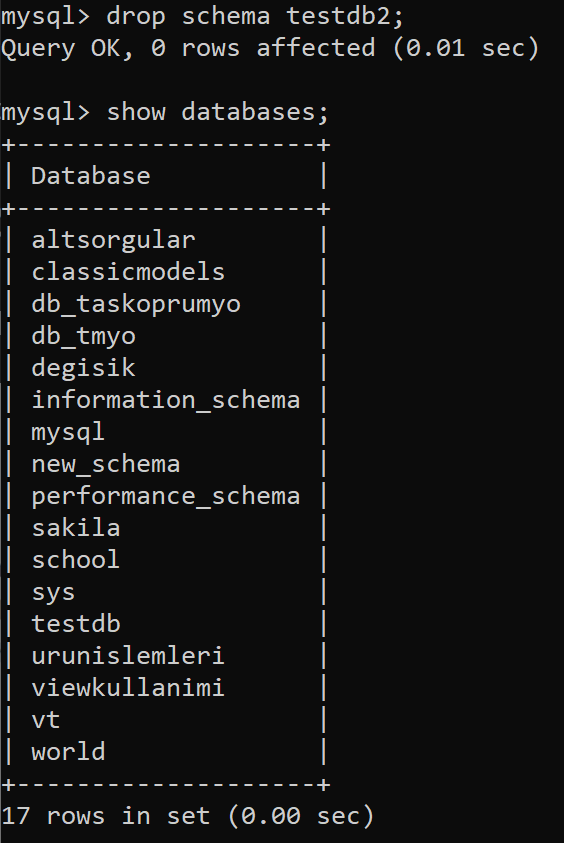 mysql> drop schema testdb2;
Query OK, 0 rows affected (0.01 sec)

mysql> show databases;
+--------------------+
| Database           |
+--------------------+
| altsorgular        |
| classicmodels      |
| db_taskoprumyo     |
| db_tmyo            |
| degisik            |
| information_schema |
| mysql              |
| new_schema         |
| performance_schema |
| sakila             |
| school             |
| sys                |
| testdb             |
| urunislemleri      |
| viewkullanimi      |
| vt                 |
| world              |
+--------------------+
17 rows in set (0.00 sec)